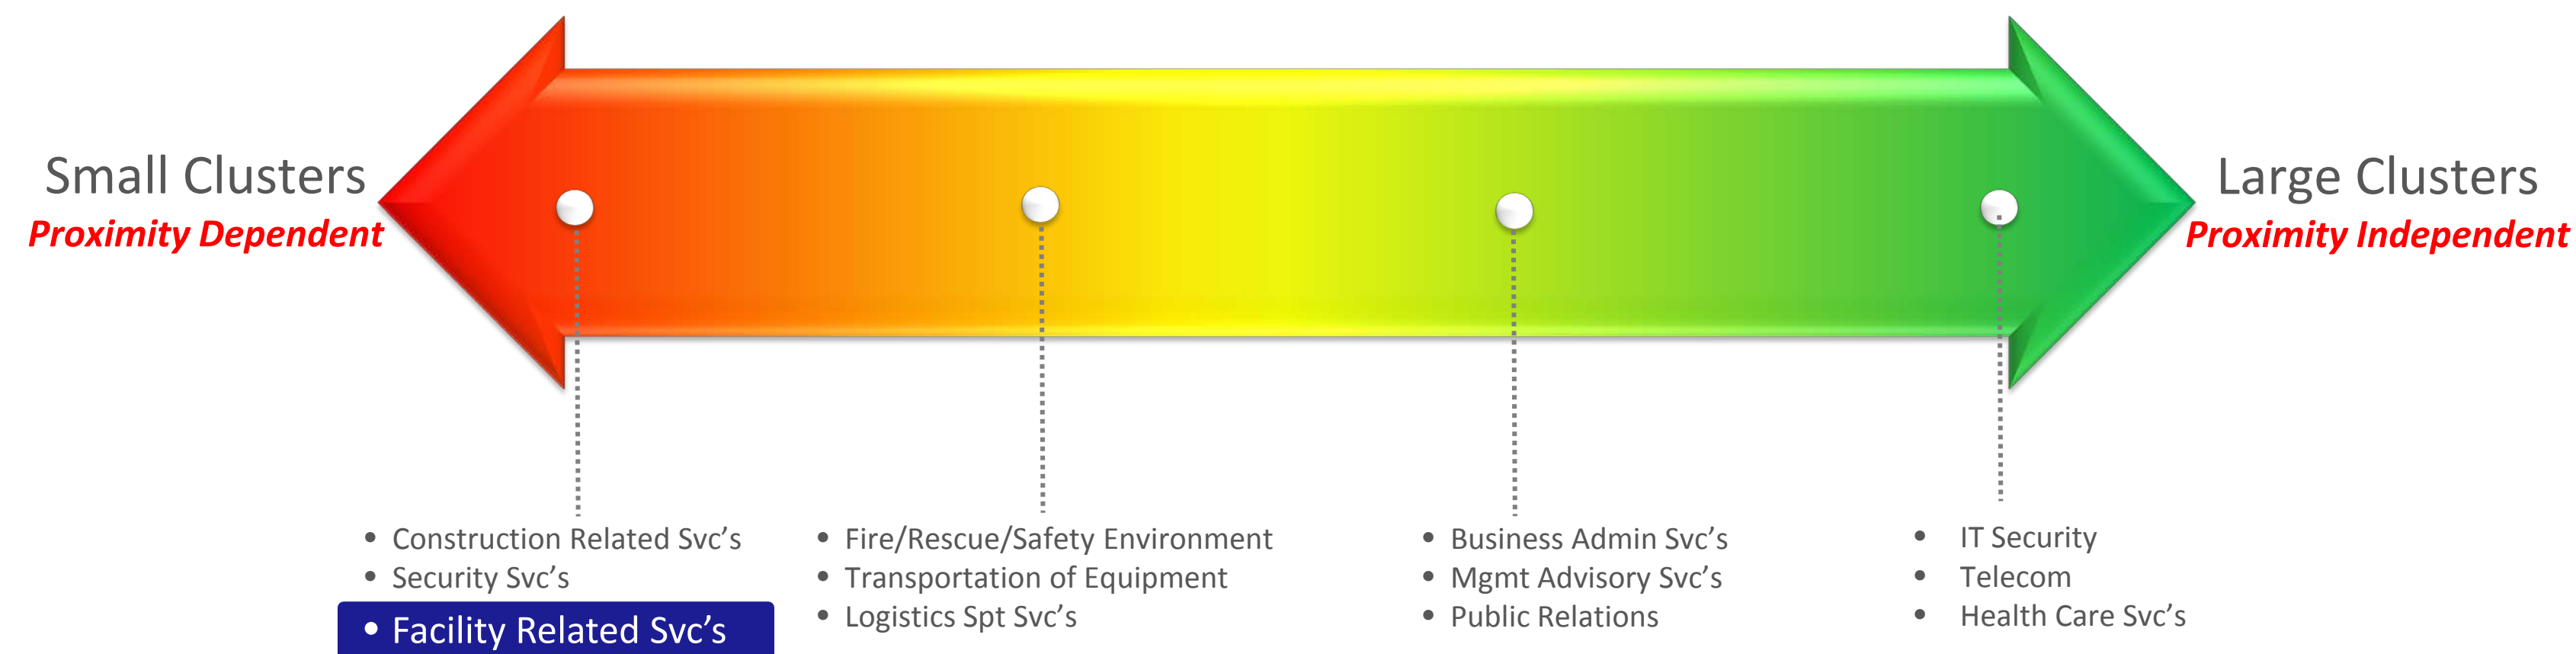 Small Clusters
Proximity Dependent
Large Clusters
Proximity Independent
• Construction Related Svc's
• Security Svc's
• Facility Related Svc's
• Fire/Rescue/Safety Environment
• Transportation of Equipment
• Logistics Spt Svc's
• Business Admin Svc's
• Mgmt Advisory Svc's
• Public Relations
• IT Security
• Telecom
• Health Care Svc's